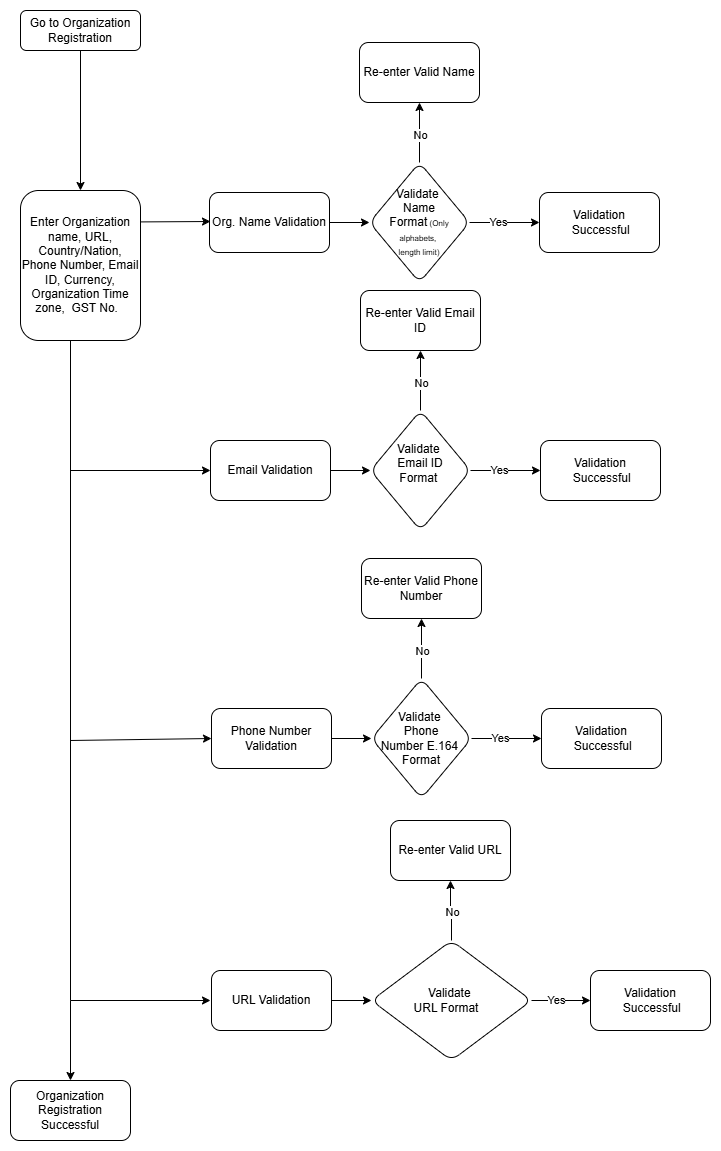 Go to Organization
Registration
Re-enter Valid Name
No
Enter Organization
name, URL,
Country/Nation,
Phone Number, Email
ID, Currency,
Organization Time
zone, GST No.
Org. Name Validation
Validate
Name
Format (Only
alphabets,
length limit)
Yes
Validation
Successful
Re-enter Valid Email
ID
No
Email Validation
Validate
Email ID
Format
Yes
Validation
Successful
Re-enter Valid Phone
Number
No
Phone Number
Validation
Validate
Phone
Number E.164
Format
Yes
Validation
Successful
Re-enter Valid URL
No
URL Validation
Validate
URL Format
Yes
Validation
Successful
Organization
Registration
Successful